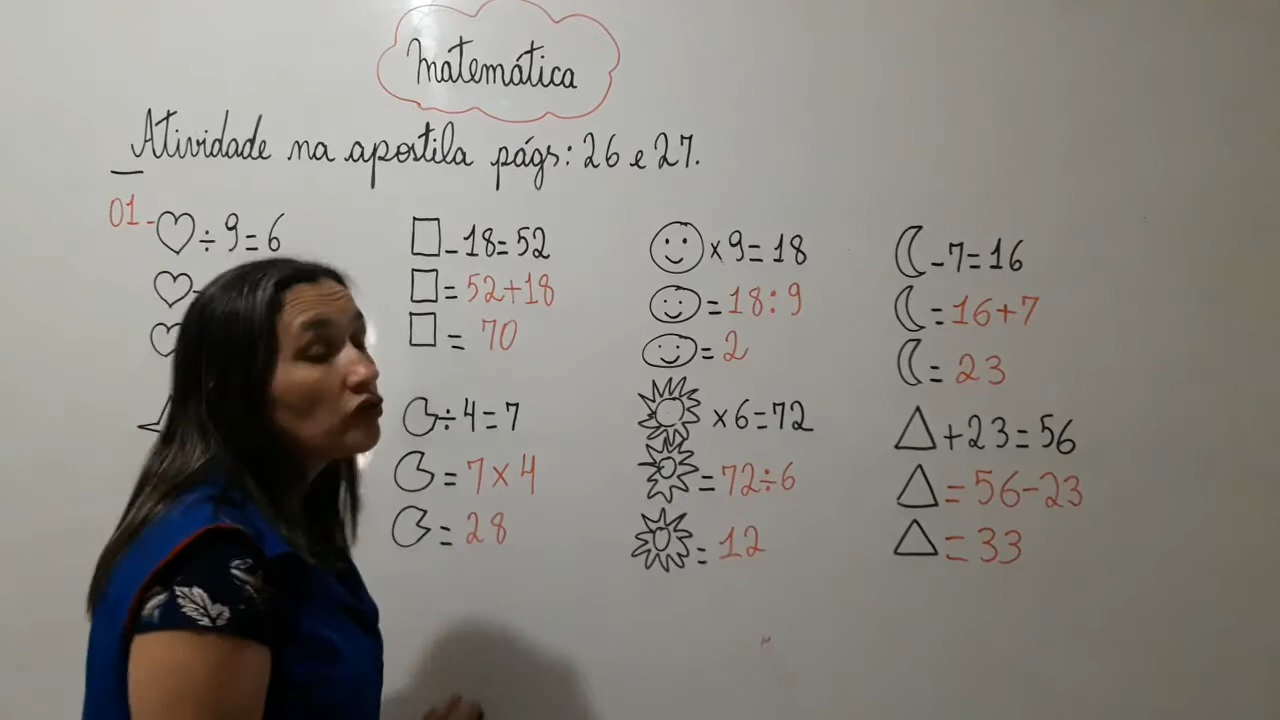 Matemática
Atividade na apostila págs: 26 e 27.
01- ♡ ÷ 9 = 6
□ - 18 = 52
□ = 52+18
□ = 70
☺ × 9 = 18
☺ = 18:9
☺ = 2
☾ - 7 = 16
☾ = 16+7
☾ = 23
÷ 4 = 7
= 7 × 4
= 28
☼ × 6 = 72
☼ = 72÷6
☼ = 12
△ + 23 = 56
△ = 56-23
△ = 33